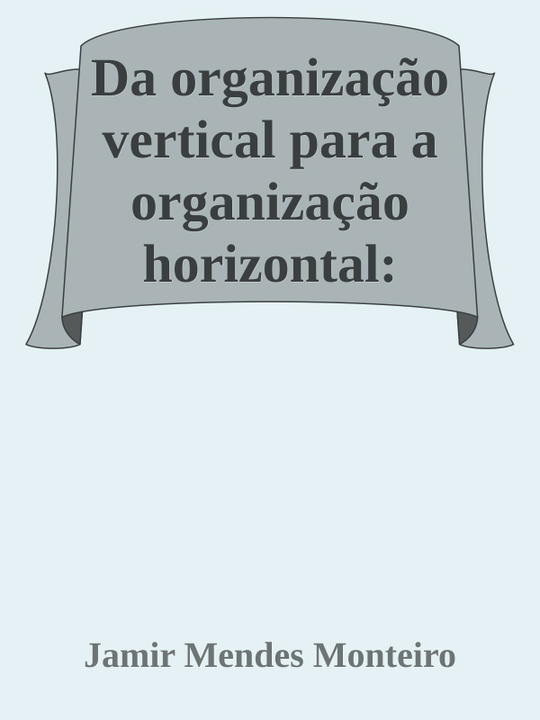 Da organização
vertical para a
organização
horizontal:
Jamir Mendes Monteiro